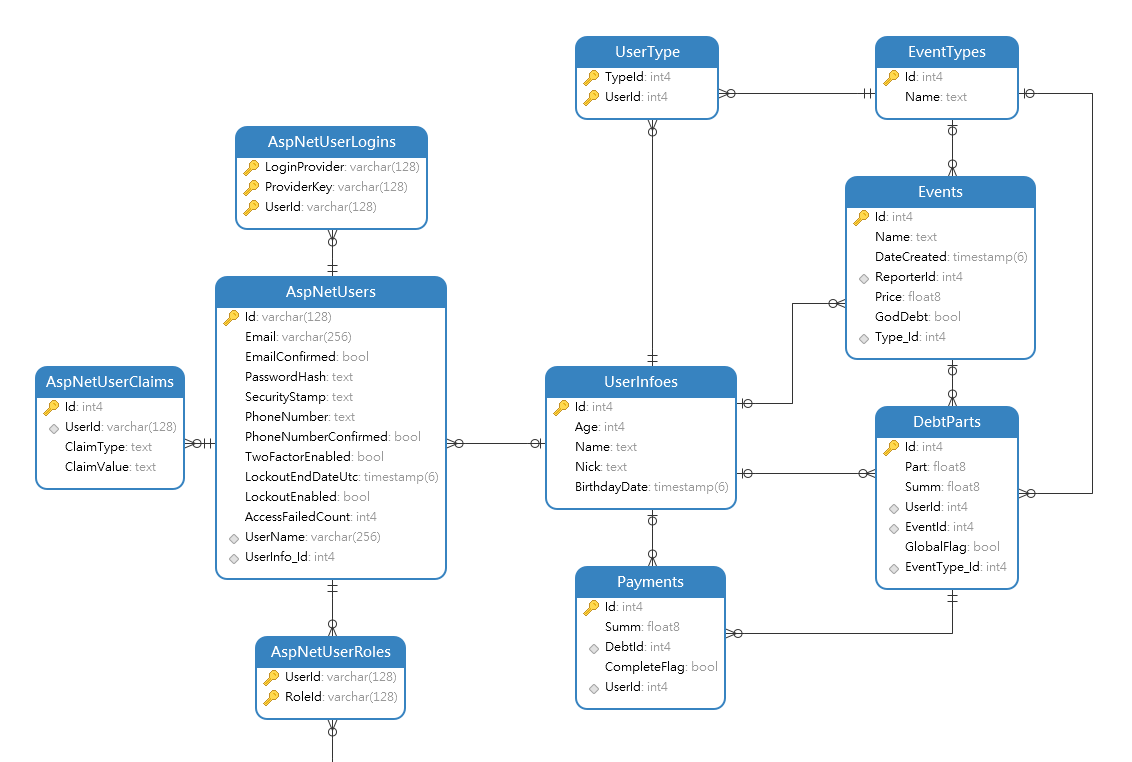 UserType
TypeId: int4
UserId: int4
EventTypes
Id: int4
Name: text
AspNetUserLogins
LoginProvider: varchar(128)
ProviderKey: varchar(128)
UserId: varchar(128)
Events
Id: int4
Name: text
DateCreated: timestamp(6)
ReporterId: int4
Price: float8
GodDebt: bool
Type_Id: int4
AspNetUsers
Id: varchar(128)
Email: varchar(256)
EmailConfirmed: bool
PasswordHash: text
SecurityStamp: text
PhoneNumber: text
PhoneNumberConfirmed: bool
TwoFactorEnabled: bool
LockoutEndDateUtc: timestamp(6)
LockoutEnabled: bool
AccessFailedCount: int4
UserName: varchar(256)
UserInfo_Id: int4
AspNetUserClaims
Id: int4
UserId: varchar(128)
ClaimType: text
ClaimValue: text
UserInfoes
Id: int4
Age: int4
Name: text
Nick: text
BirthdayDate: timestamp(6)
DebtParts
Id: int4
Part: float8
Summ: float8
UserId: int4
EventId: int4
GlobalFlag: bool
EventType_Id: int4
Payments
Id: int4
Summ: float8
DebtId: int4
CompleteFlag: bool
UserId: int4
AspNetUserRoles
UserId: varchar(128)
RoleId: varchar(128)